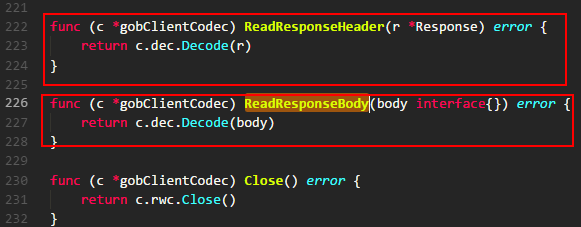 221
222 func (c *gobClientCodec) ReadResponseHeader(r *Response) error {
223     return c.dec.Decode(r)
224 }
225
226 func (c *gobClientCodec) ReadResponseBody(body interface{}) error {
227     return c.dec.Decode(body)
228 }
229
230 func (c *gobClientCodec) Close() error {
231     return c.rwc.Close()
232 }